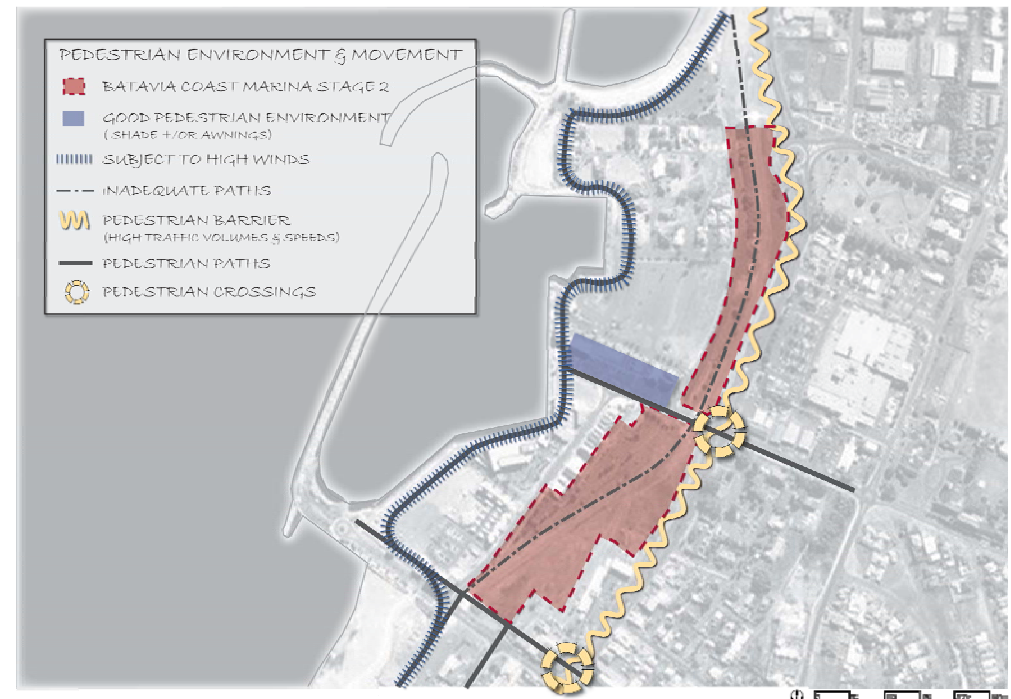 PEDESTRIAN ENVIRONMENT & MOVEMENT
BATAVIA COAST MARINA STAGE 2
GOOD PEDESTRIAN ENVIRONMENT
( SHADE +/OR AWNINGS)
SUBJECT TO HIGH WINDS
INADEQUATE PATHS
PEDESTRIAN BARRIER
(HIGH TRAFFIC VOLUMES & SPEEDS)
PEDESTRIAN PATHS
PEDESTRIAN CROSSINGS